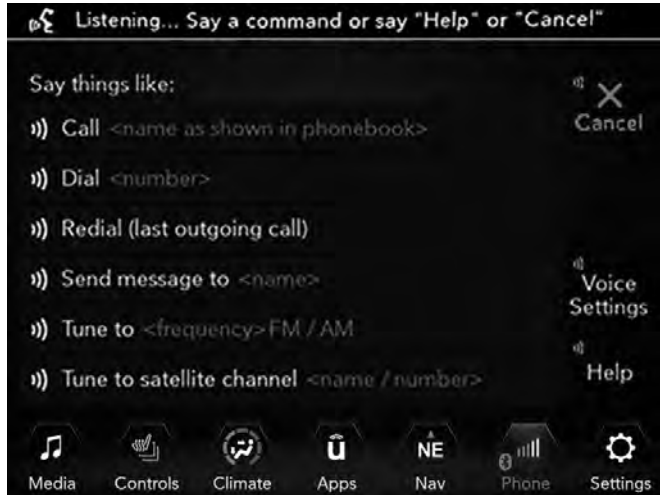 Listening... Say a command or say "Help" or "Cancel"
Say things like:
Call <name as shown in phonebook>
Dial <number>
Redial (last outgoing call)
Send message to <name>
Tune to <frequency> FM / AM
Tune to satellite channel <name / number>
Cancel
Voice
Settings
Help
û
NE
Media
Controls
Climate
Apps
Nav
Phone
Settings